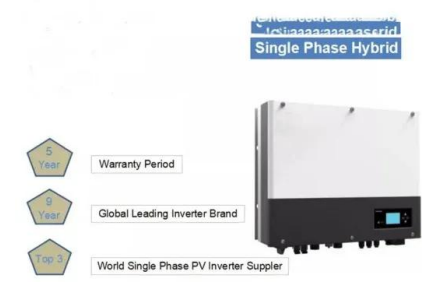 Single Phase Hybrid
5
Year
Warranty Period
9
Year
Global Leading Inverter Brand
Top 3
World Single Phase PV Inverter Suppler